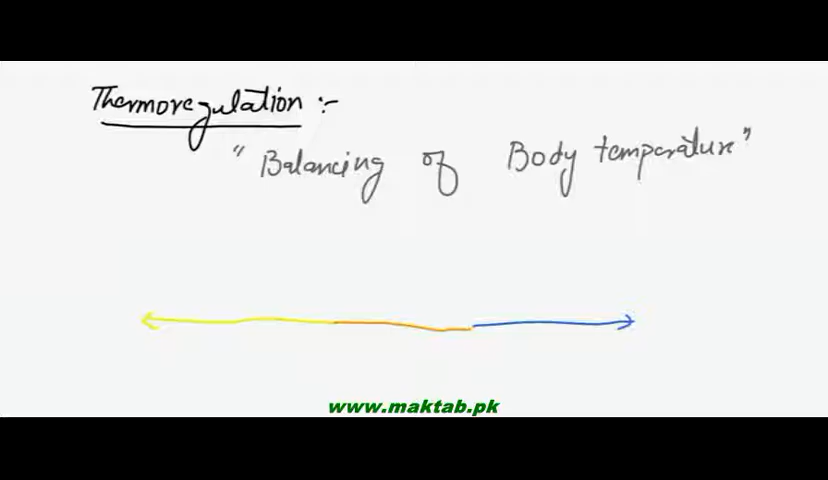 Thermoregulation :-
"Balancing of Body temperature"
www.maktab.pk